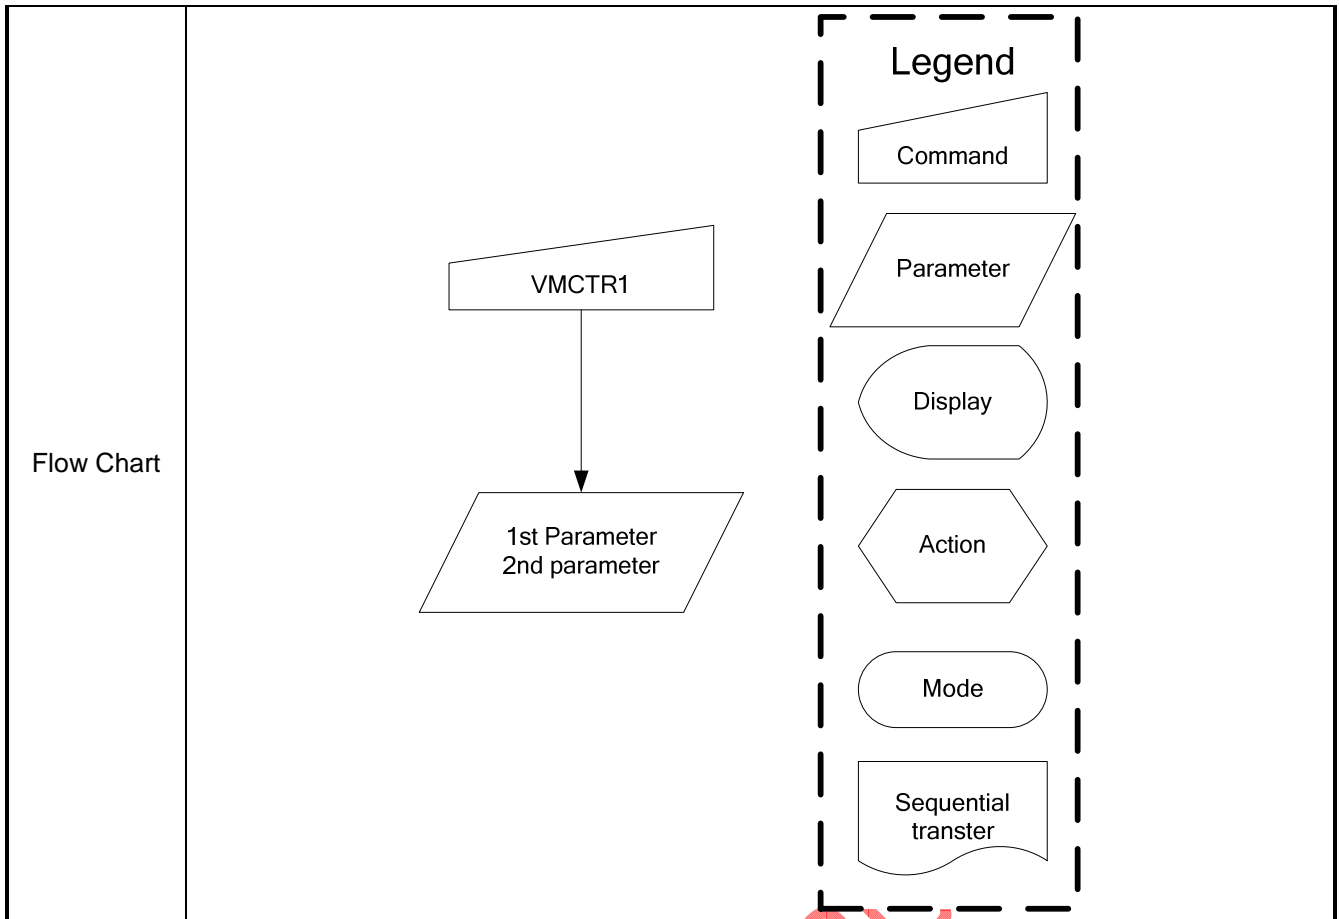 Flow Chart
VMCTR1
1st Parameter
2nd parameter
Legend
Command
Parameter
Display
Action
Mode
Sequential
transter